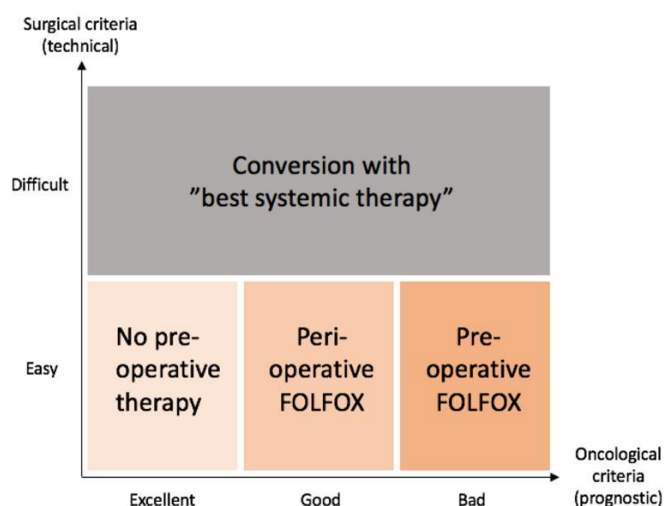 Surgical criteria
(technical)
Difficult
Conversion with
”best systemic therapy”
Easy
No pre-
operative
therapy
Peri-
operative
FOLFOX
Pre-
operative
FOLFOX
Oncological
criteria
(prognostic)
Excellent
Good
Bad